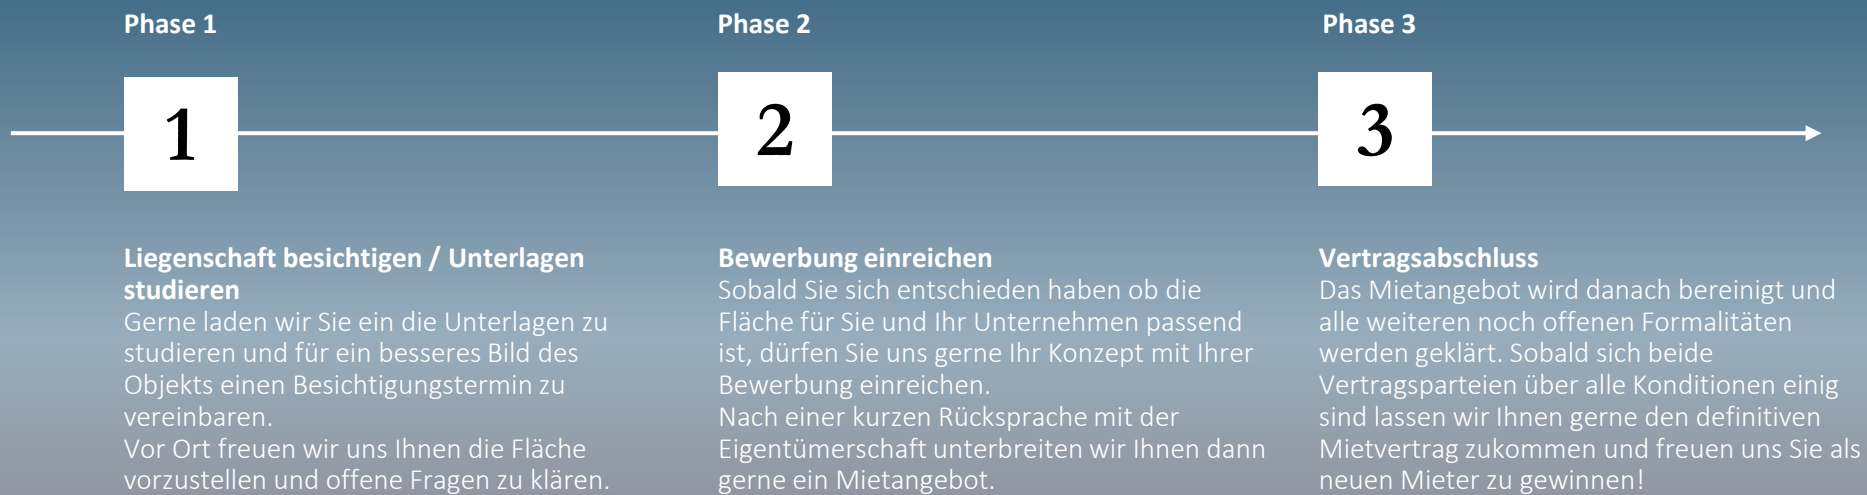 Phase 1
1
Liegenschaft besichtigen / Unterlagen
studieren
Gerne laden wir Sie ein die Unterlagen zu
studieren und für ein besseres Bild des
Objekts einen Besichtigungstermin zu
vereinbaren.
Vor Ort freuen wir uns Ihnen die Fläche
vorzustellen und offene Fragen zu klären.
Phase 2
2
Bewerbung einreichen
Sobald Sie sich entschieden haben ob die
Fläche für Sie und Ihr Unternehmen passend
ist, dürfen Sie uns gerne Ihr Konzept mit Ihrer
Bewerbung einreichen.
Nach einer kurzen Rücksprache mit der
Eigentümerschaft unterbreiten wir Ihnen dann
gerne ein Mietangebot.
Phase 3
3
Vertragsabschluss
Das Mietangebot wird danach bereinigt und
alle weiteren noch offenen Formalitäten
werden geklärt. Sobald sich beide
Vertragsparteien über alle Konditionen einig
sind lassen wir Ihnen gerne den definitiven
Mietvertrag zukommen und freuen uns Sie als
neuen Mieter zu gewinnen!